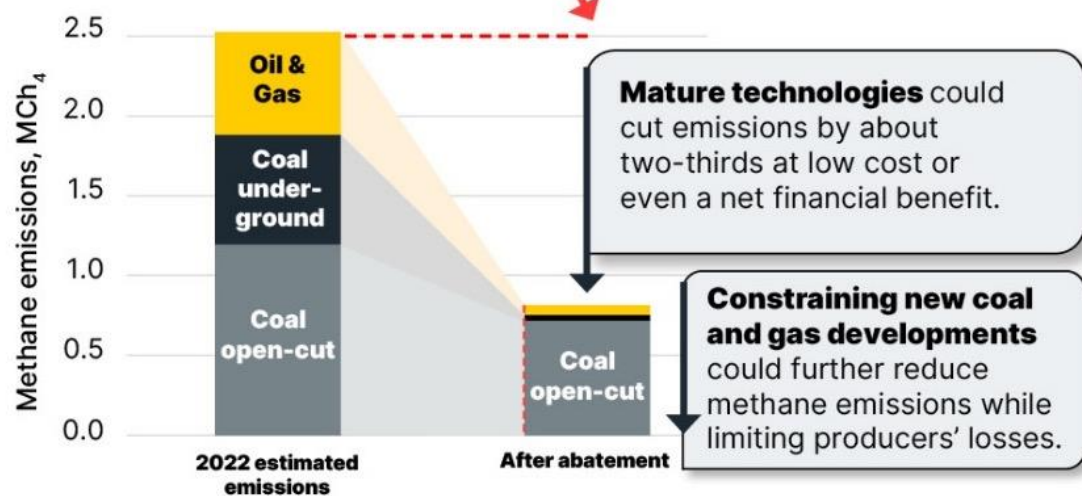 Methane emissions, MCh₄
2.5
2.0
1.5
1.0
0.5
0.0
Oil &
Gas
Coal
under-
ground
Coal
open-cut
2022 estimated
emissions
Coal
open-cut
After abatement
Mature technologies could
cut emissions by about
two-thirds at low cost or
even a net financial benefit.
Constraining new coal
and gas developments
could further reduce
methane emissions while
limiting producers’ losses.